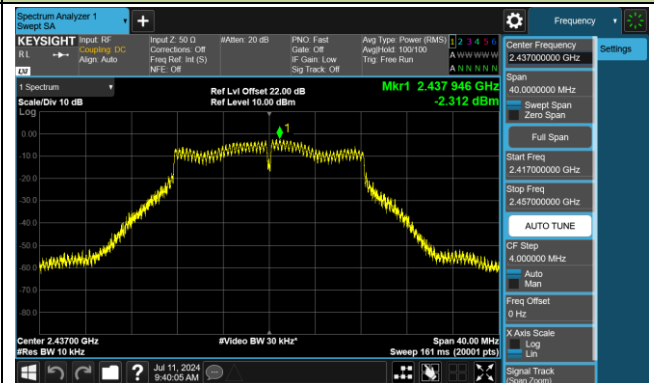 Spectrum Analyzer 1
Swept SA
Frequency
KEYSIGHT
RL
LXI
Input: RF
Coupling: DC
Align: Auto
Input Z: 50 Ω
Corrections: Off
Freq Ref: Int (S)
NFE: Off
#Atten: 20 dB
PNO: Fast
Gate: Off
IF Gain: Low
Sig Track: Off
Avg Type: Power (RMS)
Avg|Hold: 100/100
Trig: Free Run
1 2 3 4 5 6
A W W W W W
A N N N N N
1 Spectrum
Scale/Div 10 dB
Log
Ref Lvl Offset 22.00 dB
Ref Level 10.00 dBm
Mkr1 2.437 946 GHz
-2.312 dBm
1
0.00
-10.0
-20.0
-30.0
-40.0
-50.0
-60.0
-70.0
-80.0
Center 2.43700 GHz
#Res BW 10 kHz
#Video BW 30 kHz*
Span 40.00 MHz
Sweep 161 ms (20001 pts)
Jul 11, 2024
9:40:05 AM
Center Frequency
2.437000000 GHz
Span
40.0000000 MHz
Swept Span
Zero Span
Full Span
Start Freq
2.417000000 GHz
Stop Freq
2.457000000 GHz
AUTO TUNE
CF Step
4.000000 MHz
Auto
Man
Freq Offset
0 Hz
X Axis Scale
Log
Lin
Signal Track
(Span Zoom)
Settings